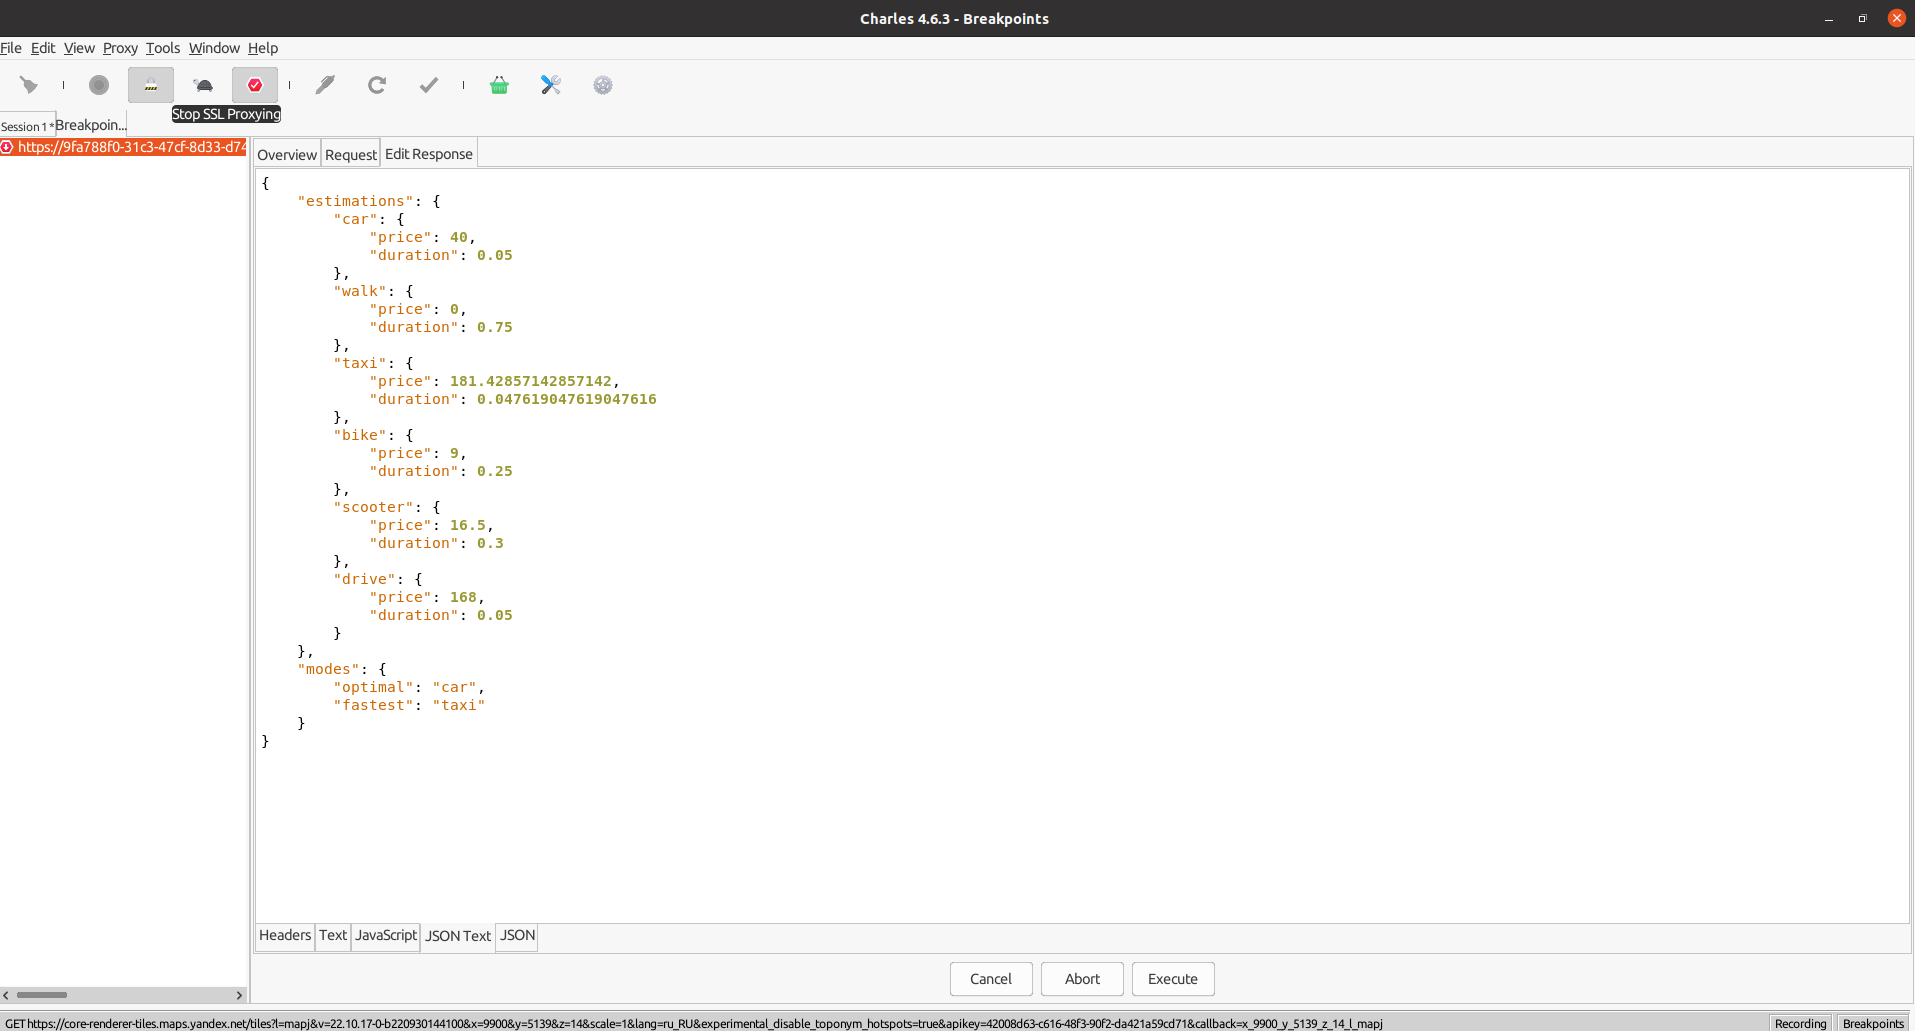 Charles 4.6.3 - Breakpoints
File Edit View Proxy Tools Window Help
Stop SSL Proxying
Session 1 * Breakpoin...
https://9fa788f0-31c3-47cf-8d33-d74
Overview Request Edit Response
{
    "estimations": {
        "car": {
            "price": 40,
            "duration": 0.05
        },
        "walk": {
            "price": 0,
            "duration": 0.75
        },
        "taxi": {
            "price": 181.42857142857142,
            "duration": 0.047619047619047616
        },
        "bike": {
            "price": 9,
            "duration": 0.25
        },
        "scooter": {
            "price": 16.5,
            "duration": 0.3
        },
        "drive": {
            "price": 168,
            "duration": 0.05
        }
    },
    "modes": {
        "optimal": "car",
        "fastest": "taxi"
    }
}
Headers Text JavaScript JSON Text JSON
Cancel Abort Execute
GET https://core-renderer-tiles.maps.yandex.net/tiles?l=mapj&v=22.10.17-0-b220930144100&x=9900&y=5139&z=14&scale=1&lang=ru_RU&experimental_disable_toponym_hotspots=true&apikey=42008d63-c616-48f3-90f2-da421a59cd71&callback=x_9900_y_5139_z_14_l_mapj Recording Breakpoints